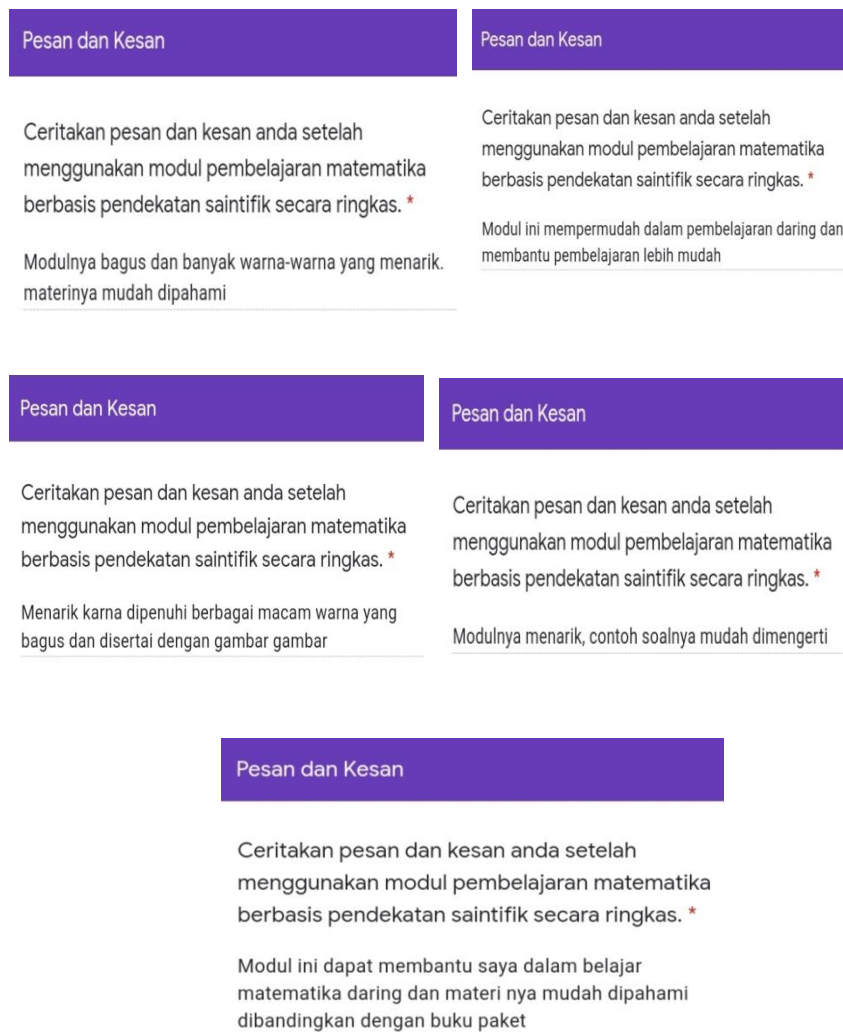 Pesan dan Kesan
Ceritakan pesan dan kesan anda setelah
menggunakan modul pembelajaran matematika
berbasis pendekatan saintifik secara ringkas. *
Modulnya bagus dan banyak warna-warna yang menarik.
materinya mudah dipahami
Pesan dan Kesan
Ceritakan pesan dan kesan anda setelah
menggunakan modul pembelajaran matematika
berbasis pendekatan saintifik secara ringkas. *
Modul ini mempermudah dalam pembelajaran daring dan
membantu pembelajaran lebih mudah
Pesan dan Kesan
Ceritakan pesan dan kesan anda setelah
menggunakan modul pembelajaran matematika
berbasis pendekatan saintifik secara ringkas. *
Menarik karna dipenuhi berbagai macam warna yang
bagus dan disertai dengan gambar gambar
Pesan dan Kesan
Ceritakan pesan dan kesan anda setelah
menggunakan modul pembelajaran matematika
berbasis pendekatan saintifik secara ringkas. *
Modulnya menarik, contoh soalnya mudah dimengerti
Pesan dan Kesan
Ceritakan pesan dan kesan anda setelah
menggunakan modul pembelajaran matematika
berbasis pendekatan saintifik secara ringkas. *
Modul ini dapat membantu saya dalam belajar
matematika daring dan materi nya mudah dipahami
dibandingkan dengan buku paket